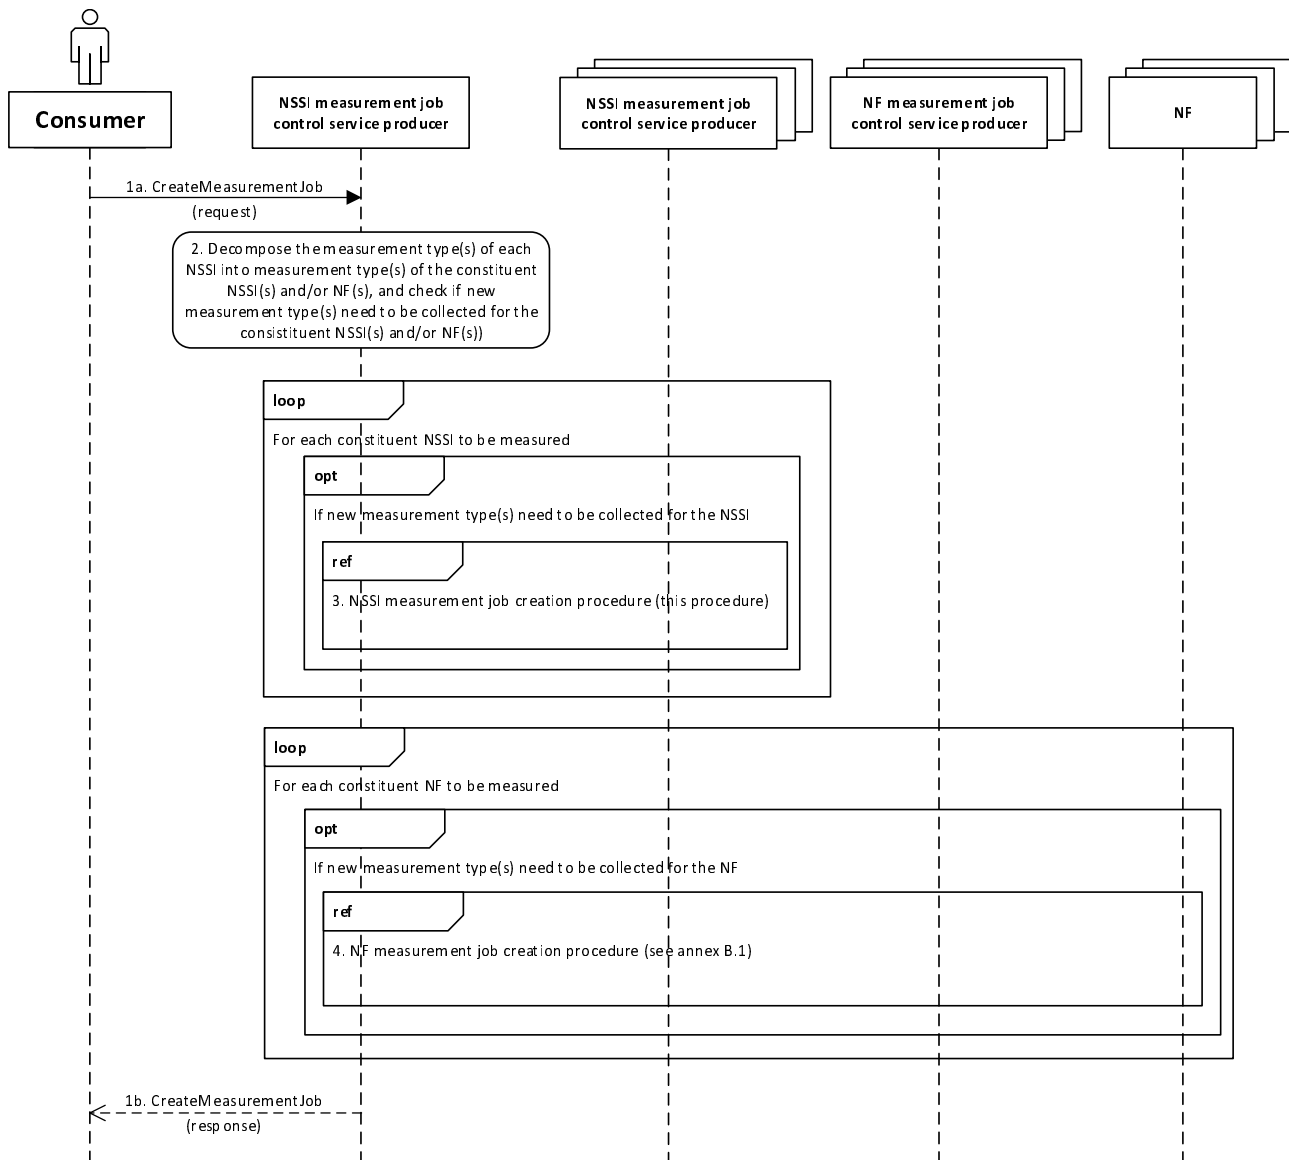 Consumer
NSSI measurement job
control service producer
NSSI measurement job
control service producer
NF measurement job
control service producer
NF
1a. CreateMeasurementJob
(request)
2. Decompose the measurement type(s) of each
NSSI into measurement type(s) of the constituent
NSSI(s) and/or NF(s), and check if new
measurement type(s) need to be collected for the
consistituent NSSI(s) and/or NF(s))
loop
For each constituent NSSI to be measured
opt
If new measurement type(s) need to be collected for the NSSI
ref
3. NSSI measurement job creation procedure (this procedure)
loop
For each constituent NF to be measured
opt
If new measurement type(s) need to be collected for the NF
ref
4. NF measurement job creation procedure (see annex B.1)
1b. CreateMeasurementJob
(response)